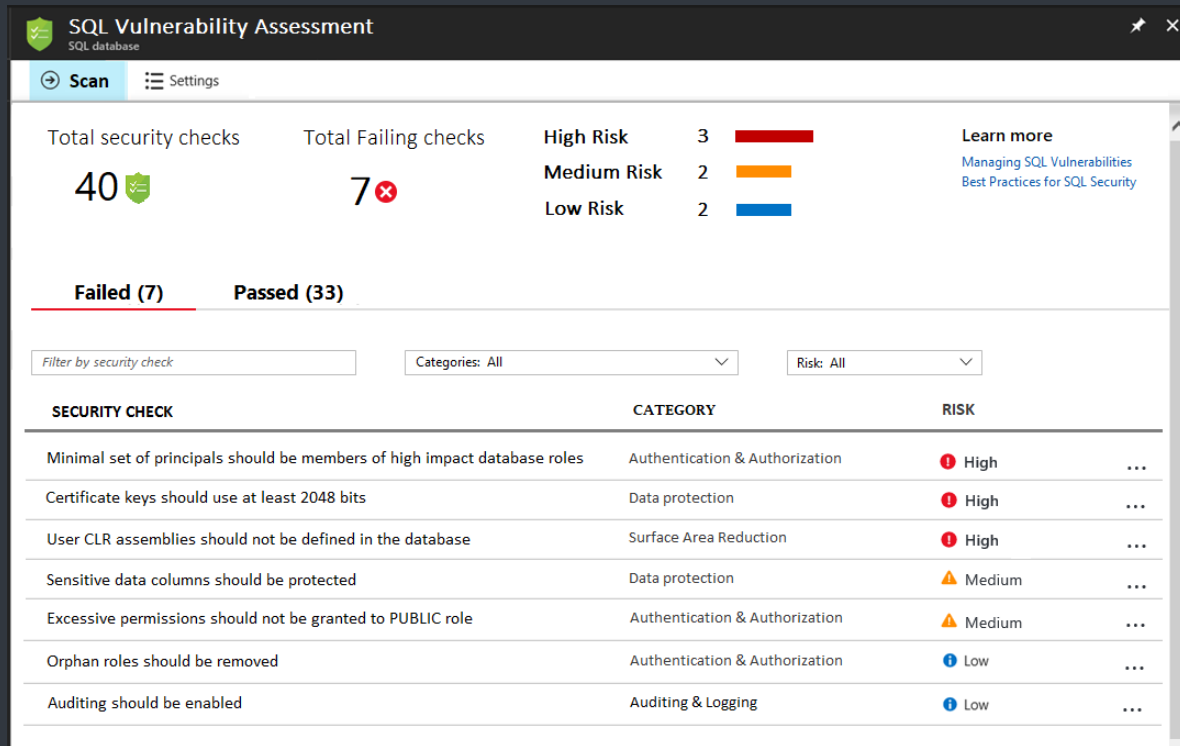 SQL Vulnerability Assessment
SQL database
Scan Settings
Total security checks Total Failing checks High Risk 3 Learn more
Managing SQL Vulnerabilities
Medium Risk 2
Best Practices for SQL Security
40 7
Low Risk 2
Failed (7) Passed (33)
Filter by security check Categories: All Risk: All
SECURITY CHECK CATEGORY RISK
Minimal set of principals should be members of high impact database roles Authentication & Authorization High ...
Certificate keys should use at least 2048 bits Data protection High ...
User CLR assemblies should not be defined in the database Surface Area Reduction High ...
Sensitive data columns should be protected Data protection Medium ...
Excessive permissions should not be granted to PUBLIC role Authentication & Authorization Medium ...
Orphan roles should be removed Authentication & Authorization Low ...
Auditing should be enabled Auditing & Logging Low ...